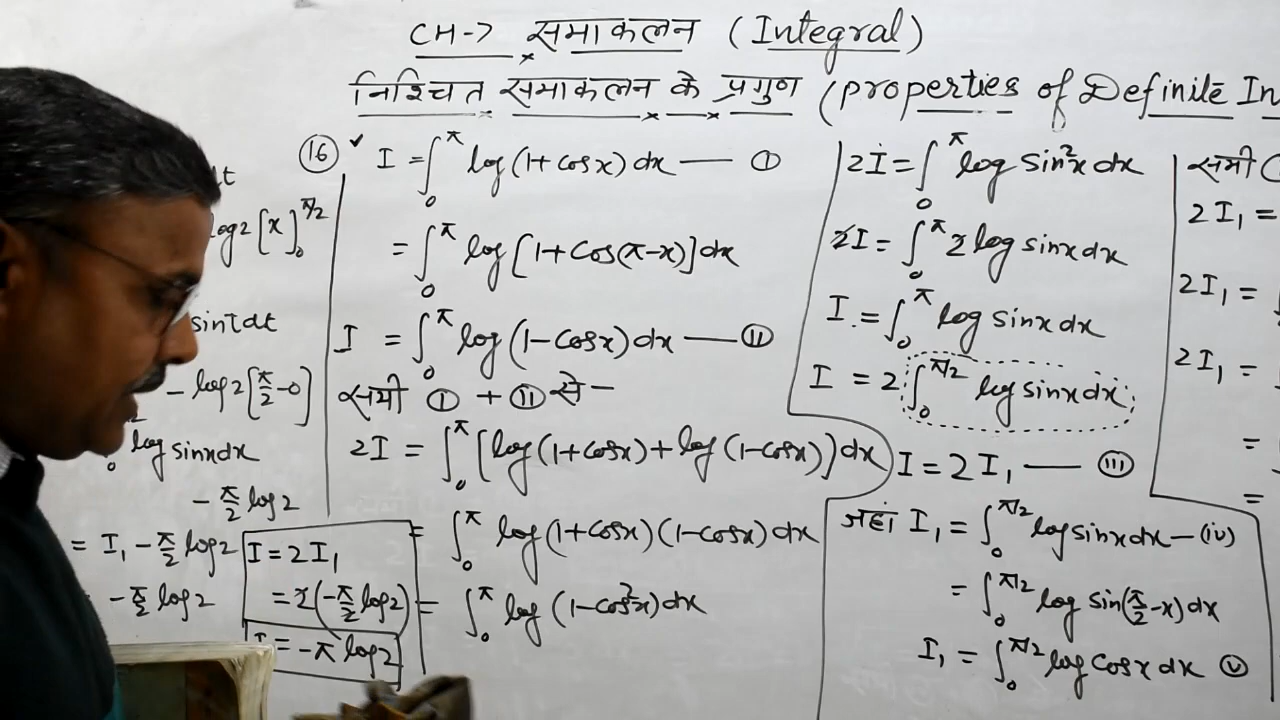 CH-7 समाकलन (Integral)
निश्चित समाकलन के प्रगुण (properties of Definite In
(16) ✓ I = ∫₀^π log(1+cosx)dx — (I)
= ∫₀^π log[1+cos(π-x)]dx
I = ∫₀^π log(1-cosx)dx — (II)
समी (I) + (II) से -
2I = ∫₀^π [log(1+cosx)+log(1-cosx)]dx
= ∫₀^π log(1+cosx)(1-cosx)dx
= ∫₀^π log(1-cos²x)dx
2I = ∫₀^π log sin²x dx
2I = ∫₀^π 2 log sinx dx
I = ∫₀^π log sinx dx
I = 2∫₀^(π/2) log sinx dx
I = 2I₁ — (III)
जहां I₁ = ∫₀^(π/2) log sinx dx — (iv)
= ∫₀^(π/2) log sin(π/2-x)dx
I₁ = ∫₀^(π/2) log cosx dx (V)
समी (
2I₁ =
2I₁ =
2I₁ =
=
=
dt
log2[x]₀^(π/2)
sint dt
- log2[π/2-0]
log sinx dx
- π/2 log2
= I₁ - π/2 log2
- π/2 log2
I = 2I₁
= 2(-π/2 log2)
I = -π log2